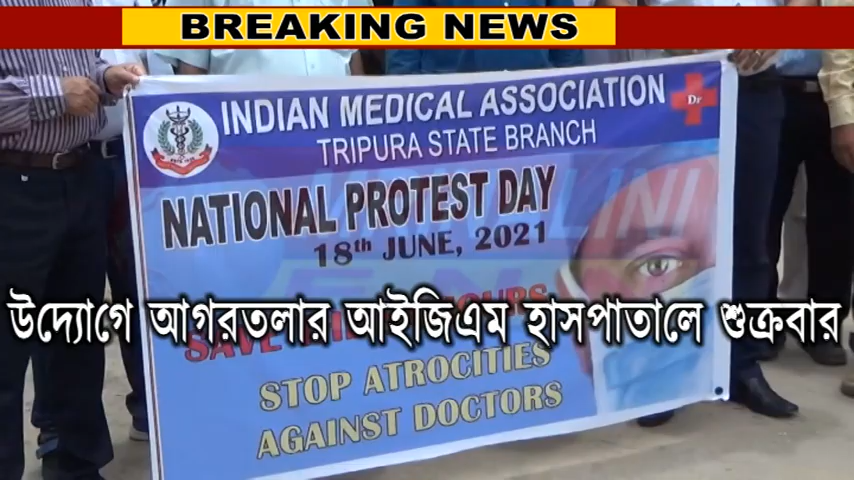 BREAKING NEWS
INDIAN MEDICAL ASSOCIATION
Dr
TRIPURA STATE BRANCH
NATIONAL PROTEST DAY
18th JUNE, 2021
উদ্যোগে আগরতলার আইজিএম হাসপাতালে শুক্রবার
SAVE
STOP ATROCITIES
AGAINST DOCTORS